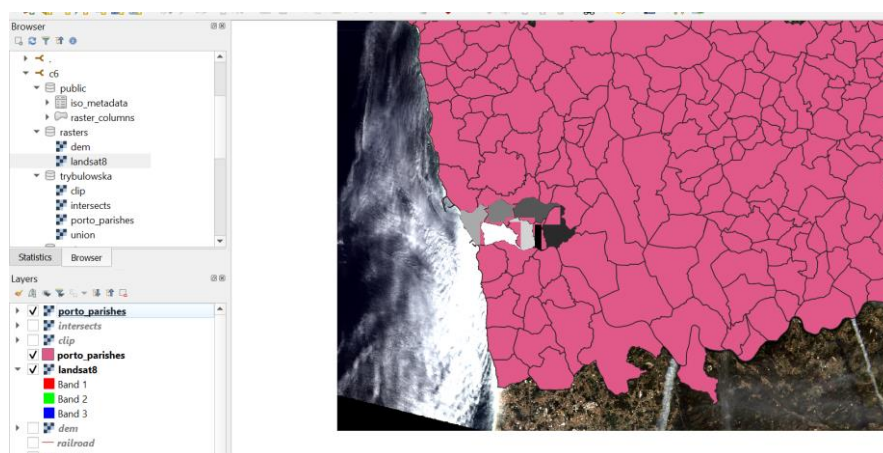 Browser
.
c6
public
iso_metadata
raster_columns
rasters
dem
landsat8
trybulowska
clip
intersects
porto_parishes
union
Statistics
Browser
Layers
porto_parishes
intersects
clip
porto_parishes
landsat8
Band 1
Band 2
Band 3
dem
railroad